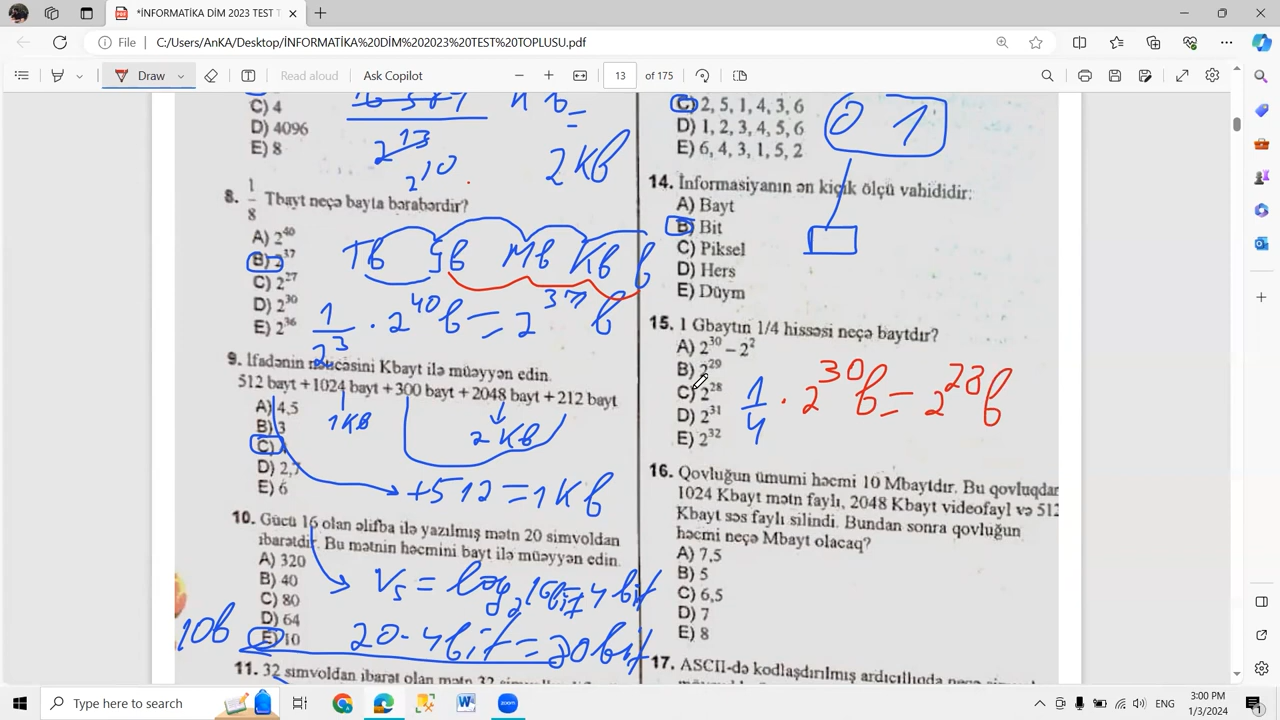 *İNFORMATİKA DİM 2023 TEST T
File
C:/Users/AnKA/Desktop/İNFORMATİKA%20DİM%202023%20TEST%20TOPLUSU.pdf
Draw
Read aloud
Ask Copilot
13 of 175
C) 4
D) 4096
E) 8
2^13
2^10
2 KB
8. 1/8 Tbayt neçə bayta bərabərdir?
A) 2^40
B) 2^37
C) 2^27
D) 2^30
E) 2^36
TB GB MB KB B
1/2^3 · 2^40 B = 2^37 B
9. İfadənin nəticəsini Kbayt ilə müəyyən edin.
512 bayt +1024 bayt +300 bayt +2048 bayt +212 bayt
A) 4,5
B) 3
C) 4
D) 2,7
E) 6
1KB
2 KB
+512 = 1KB
10. Gücü 16 olan əlifba ilə yazılmış mətn 20 simvoldan
ibarətdir. Bu mətnin həcmini bayt ilə müəyyən edin.
A) 320
B) 40
C) 80
D) 64
E) 10
10B
20·4bit=
11. 32 simvoldan ibarət olan mətn 32
C) 2, 5, 1, 4, 3, 6
D) 1, 2, 3, 4, 5, 6
E) 6, 4, 3, 1, 5, 2
0 1
14. İnformasiyanın ən kiçik ölçü vahididir:
A) Bayt
B) Bit
C) Piksel
D) Hers
E) Düym
15. 1 Gbaytın 1/4 hissəsi neçə baytdır?
A) 2^30 – 2^2
B) 2^29
C) 2^28
D) 2^31
E) 2^32
1/4 · 2^30 B = 2^28 B
16. Qovluğun ümumi həcmi 10 Mbaytdır. Bu qovluqdan
1024 Kbayt mətn faylı, 2048 Kbayt videofayl və 512
Kbayt səs faylı silindi. Bundan sonra qovluğun
həcmi neçə Mbayt olacaq?
A) 7,5
B) 5
C) 6,5
D) 7
E) 8
17. ASCII-də kodlaşdırılmış ardıcıllıqda neçə
Type here to search
ENG
3:00 PM
1/3/2024